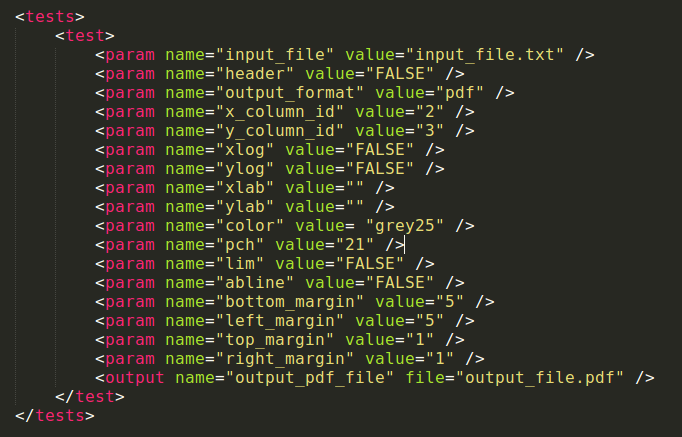 <tests>
<test>
<param name="input_file" value="input_file.txt" />
<param name="header" value="FALSE" />
<param name="output_format" value="pdf" />
<param name="x_column_id" value="2" />
<param name="y_column_id" value="3" />
<param name="xlog" value="FALSE" />
<param name="ylog" value="FALSE" />
<param name="xlab" value="" />
<param name="ylab" value="" />
<param name="color" value= "grey25" />
<param name="pch" value="21" />
<param name="lim" value="FALSE" />
<param name="abline" value="FALSE" />
<param name="bottom_margin" value="5" />
<param name="left_margin" value="5" />
<param name="top_margin" value="1" />
<param name="right_margin" value="1" />
<output name="output_pdf_file" file="output_file.pdf" />
</test>
</tests>